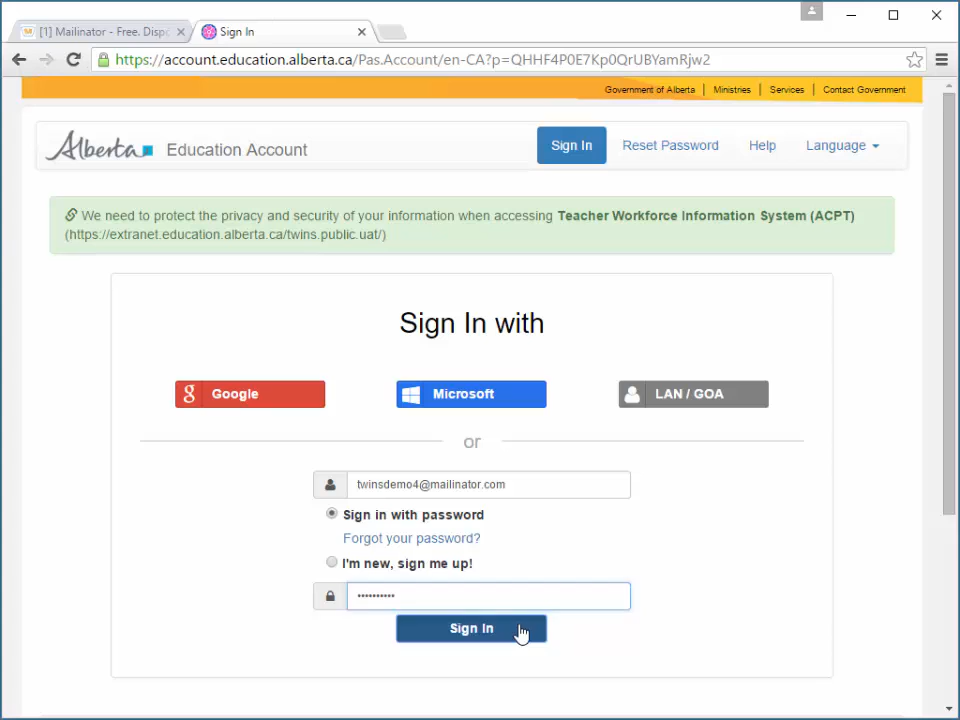 [1] Mailinator - Free. Disp
Sign In
https://account.education.alberta.ca/Pas.Account/en-CA?p=QHHF4P0E7Kp0QrUBYamRjw2
Government of Alberta | Ministries | Services | Contact Government
Alberta Education Account
Sign In Reset Password Help Language
We need to protect the privacy and security of your information when accessing Teacher Workforce Information System (ACPT)
(https://extranet.education.alberta.ca/twins.public.uat/)
Sign In with
Google
Microsoft
LAN / GOA
or
twinsdemo4@mailinator.com
Sign in with password
Forgot your password?
I'm new, sign me up!
Sign In